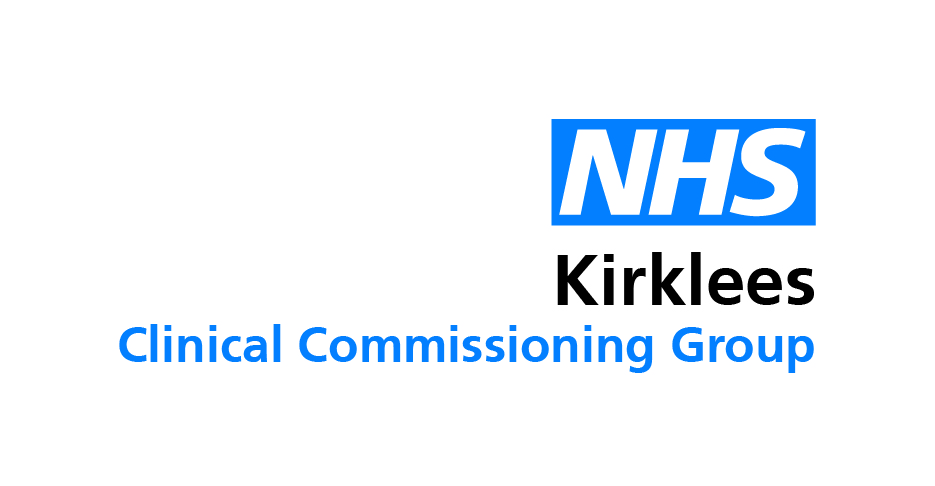 NHS
Kirklees
Clinical Commissioning Group